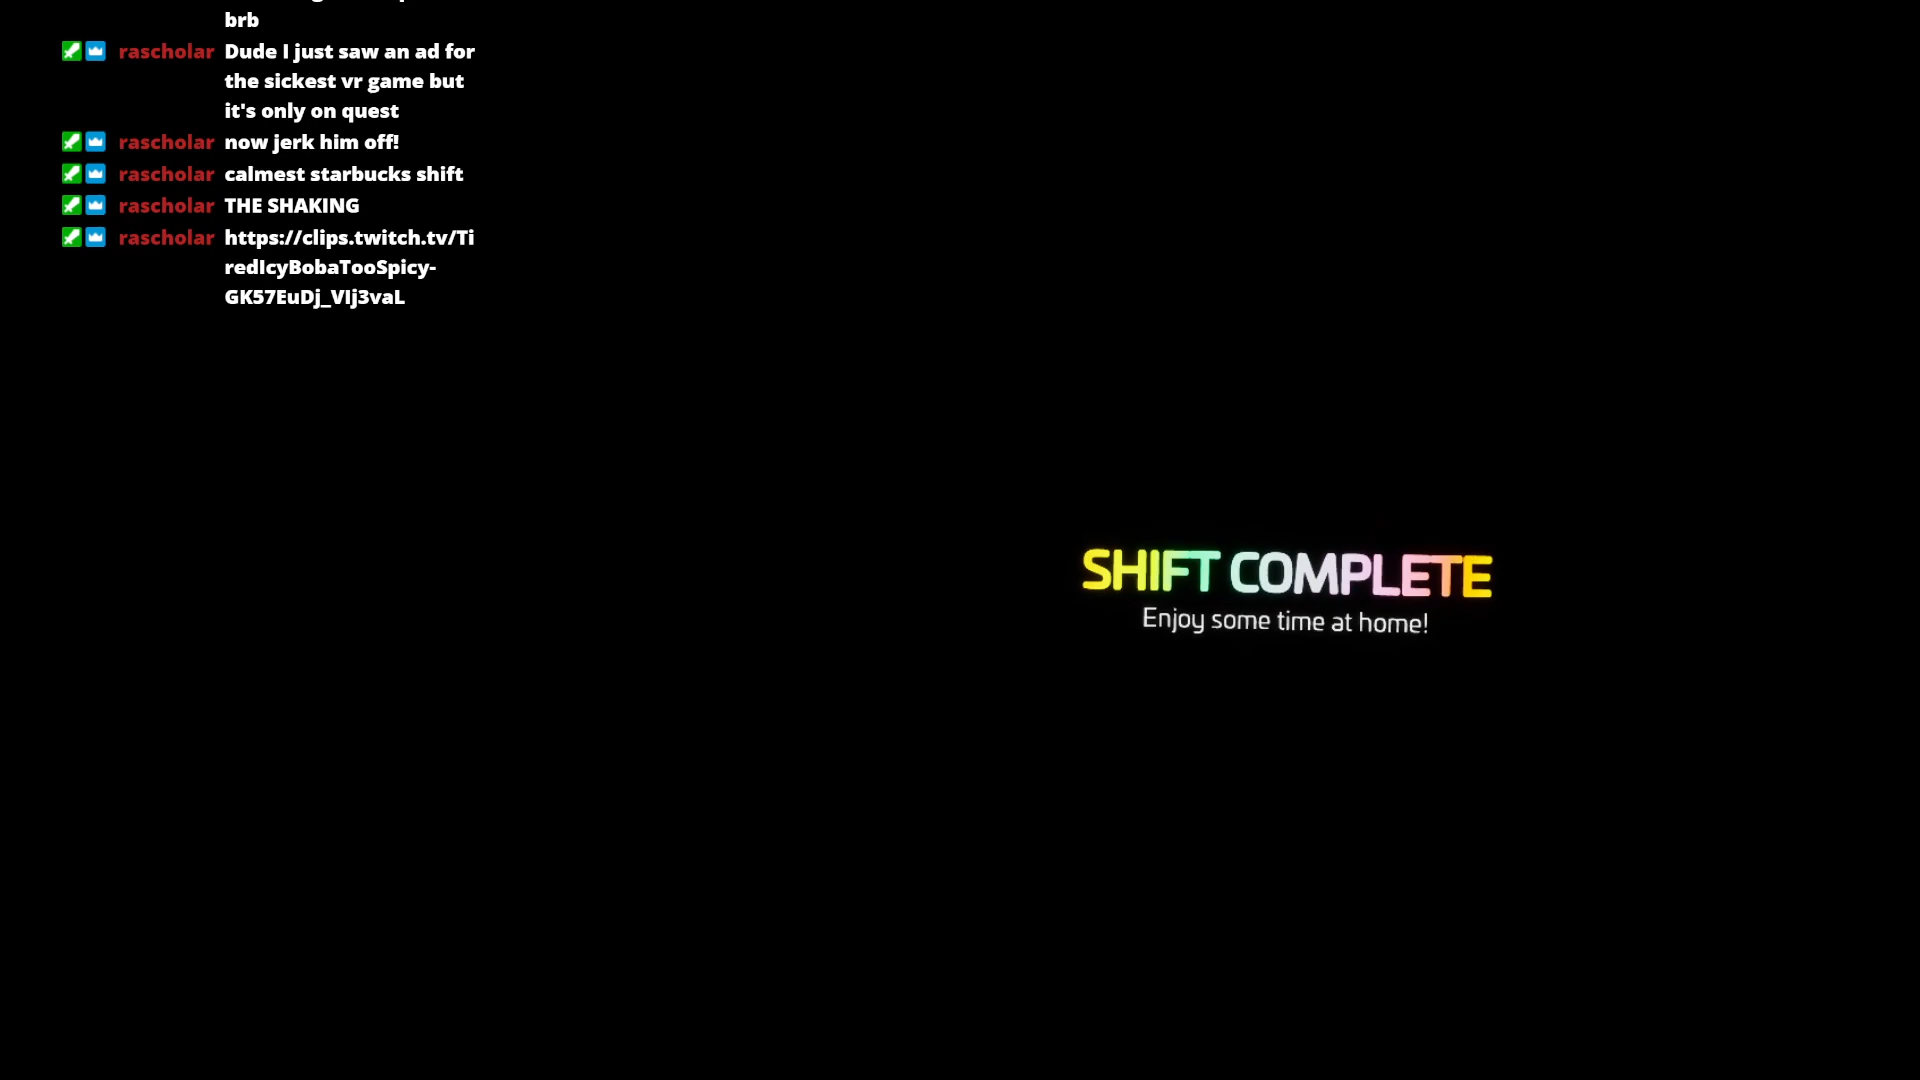 brb
rascholar Dude I just saw an ad for
the sickest vr game but
it's only on quest
rascholar now jerk him off!
rascholar calmest starbucks shift
rascholar THE SHAKING
rascholar https://clips.twitch.tv/Ti
redIcyBobaTooSpicy-
GK57EuDj_VIj3vaL
SHIFT COMPLETE
Enjoy some time at home!